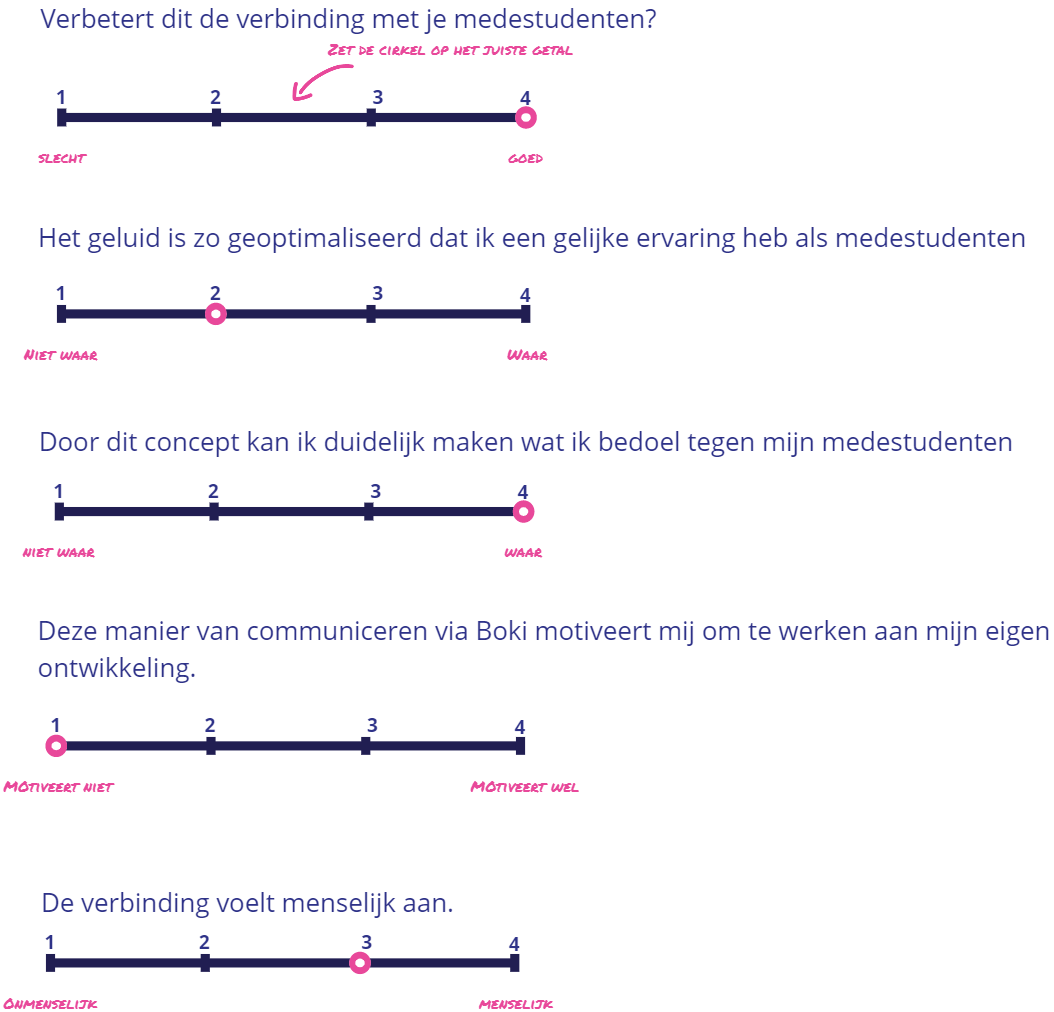 Verbetert dit de verbinding met je medestudenten?
Zet de cirkel op het juiste getal
1 2 3 4
slecht goed
Het geluid is zo geoptimaliseerd dat ik een gelijke ervaring heb als medestudenten
1 2 3 4
Niet waar Waar
Door dit concept kan ik duidelijk maken wat ik bedoel tegen mijn medestudenten
1 2 3 4
niet waar waar
Deze manier van communiceren via Boki motiveert mij om te werken aan mijn eigen
ontwikkeling.
1 2 3 4
MOtiveert niet MOtiveert wel
De verbinding voelt menselijk aan.
1 2 3 4
Onmenselijk menselijk